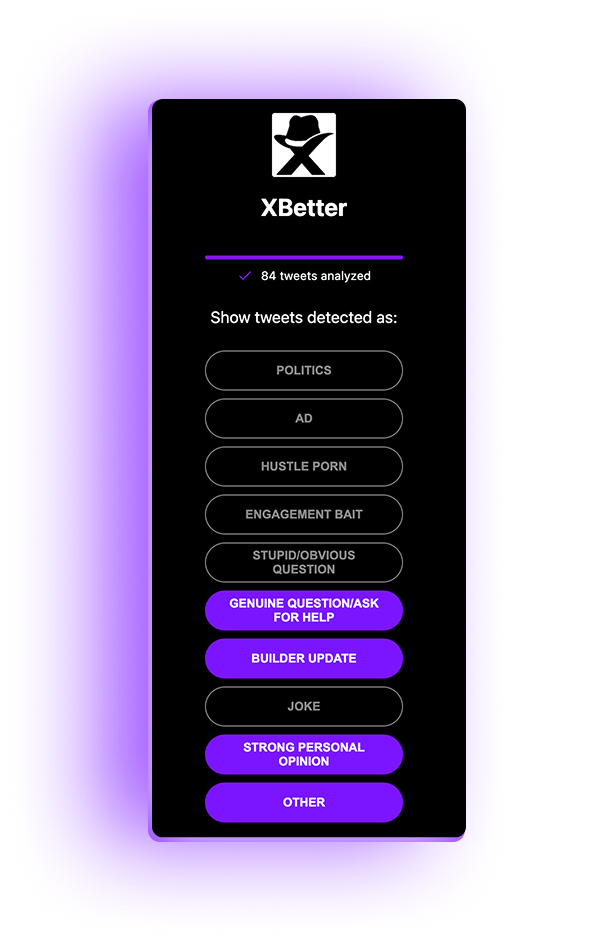 X
XBetter
84 tweets analyzed
Show tweets detected as:
POLITICS
AD
HUSTLE PORN
ENGAGEMENT BAIT
STUPID/OBVIOUS
QUESTION
GENUINE QUESTION/ASK
FOR HELP
BUILDER UPDATE
JOKE
STRONG PERSONAL
OPINION
OTHER